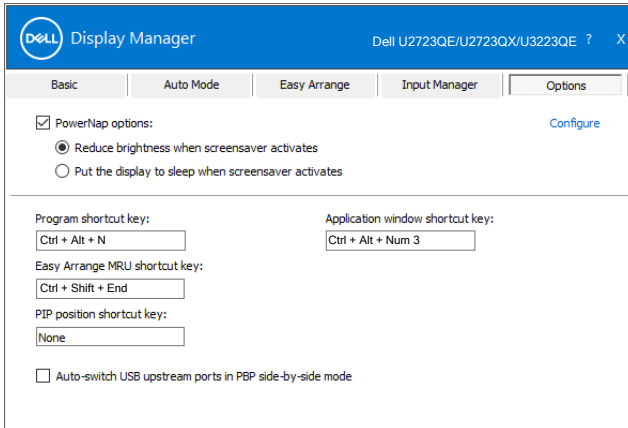 DELL Display Manager Dell U2723QE/U2723QX/U3223QE ? X
Basic Auto Mode Easy Arrange Input Manager Options
PowerNap options: Configure
Reduce brightness when screensaver activates
Put the display to sleep when screensaver activates
Program shortcut key: Application window shortcut key:
Ctrl + Alt + N Ctrl + Alt + Num 3
Easy Arrange MRU shortcut key:
Ctrl + Shift + End
PIP position shortcut key:
None
Auto-switch USB upstream ports in PBP side-by-side mode